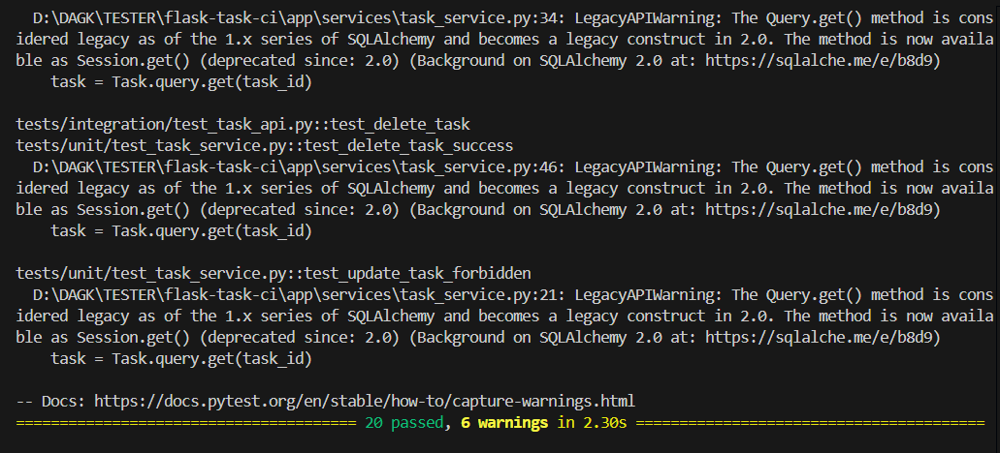 D:\DAGK\TESTER\flask-task-ci\app\services\task_service.py:34: LegacyAPIWarning: The Query.get() method is cons
idered legacy as of the 1.x series of SQLAlchemy and becomes a legacy construct in 2.0. The method is now availa
ble as Session.get() (deprecated since: 2.0) (Background on SQLAlchemy 2.0 at: https://sqlalche.me/e/b8d9)
task = Task.query.get(task_id)
tests/integration/test_task_api.py::test_delete_task
tests/unit/test_task_service.py::test_delete_task_success
D:\DAGK\TESTER\flask-task-ci\app\services\task_service.py:46: LegacyAPIWarning: The Query.get() method is cons
idered legacy as of the 1.x series of SQLAlchemy and becomes a legacy construct in 2.0. The method is now availa
ble as Session.get() (deprecated since: 2.0) (Background on SQLAlchemy 2.0 at: https://sqlalche.me/e/b8d9)
task = Task.query.get(task_id)
tests/unit/test_task_service.py::test_update_task_forbidden
D:\DAGK\TESTER\flask-task-ci\app\services\task_service.py:21: LegacyAPIWarning: The Query.get() method is cons
idered legacy as of the 1.x series of SQLAlchemy and becomes a legacy construct in 2.0. The method is now availa
ble as Session.get() (deprecated since: 2.0) (Background on SQLAlchemy 2.0 at: https://sqlalche.me/e/b8d9)
task = Task.query.get(task_id)
-- Docs: https://docs.pytest.org/en/stable/how-to/capture-warnings.html
======================================= 20 passed, 6 warnings in 2.30s ========================================